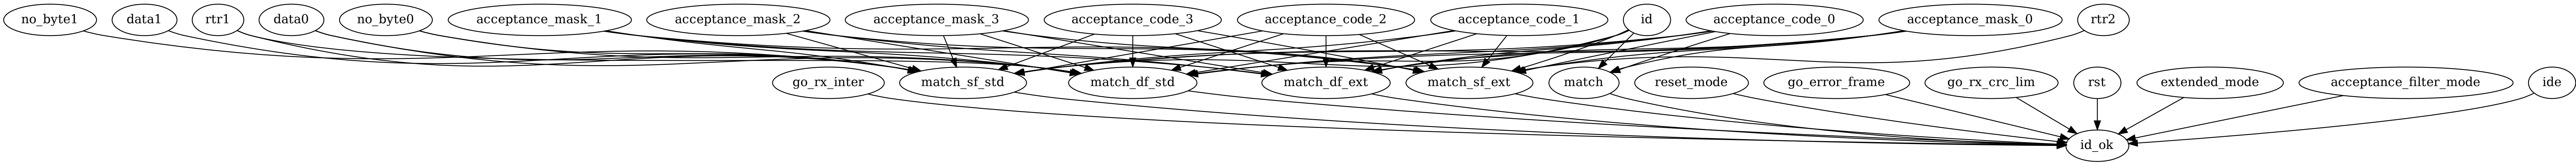 no_byte1
data1
rtr1
data0
no_byte0
acceptance_mask_1
acceptance_mask_2
acceptance_mask_3
acceptance_code_3
acceptance_code_2
acceptance_code_1
id
acceptance_code_0
acceptance_mask_0
rtr2
go_rx_inter
match_sf_std
match_df_std
match_df_ext
match_sf_ext
match
reset_mode
go_error_frame
go_rx_crc_lim
rst
extended_mode
acceptance_filter_mode
ide
id_ok